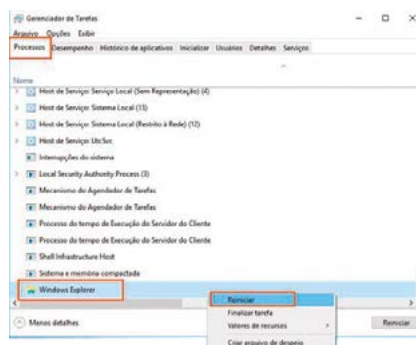 Gerenciador de Tarefas
Arquivo Opções Exibir
Processos Desempenho Histórico de aplicativos Inicializar Usuários Detalhes Serviços
Nome
Host de Serviço: Serviço Local (Sem Representação) (4)
Host de Serviço: Sistema Local (15)
Host de Serviço: Sistema Local (Restrito à Rede) (12)
Host de Serviço: UtcSvc
Interrupções do sistema
Local Security Authority Process (3)
Mecanismo do Agendador de Tarefas
Mecanismo do Agendador de Tarefas
Processo do tempo de Execução do Servidor do Cliente
Processo do tempo de Execução do Servidor do Cliente
Shell Infrastructure Host
Sistema e memória compactada
Windows Explorer
Reiniciar
Finalizar tarefa
Valores de recursos
Criar arquivo de despejo
Menos detalhes
Reiniciar